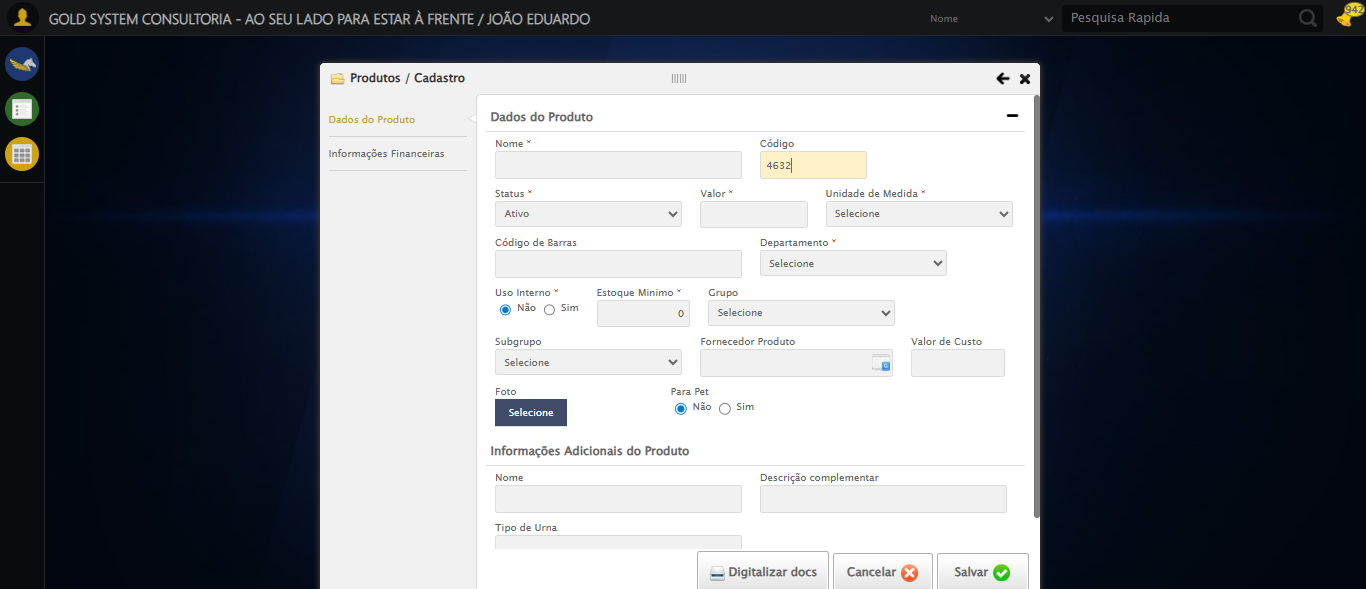 GOLD SYSTEM CONSULTORIA - AO SEU LADO PARA ESTAR À FRENTE / JOÃO EDUARDO
Nome
Pesquisa Rapida
942
Produtos / Cadastro
Dados do Produto
Informações Financeiras
Dados do Produto
Nome *
Código
4632
Status *
Valor *
Unidade de Medida *
Ativo
Selecione
Código de Barras
Departamento *
Selecione
Uso Interno *
Estoque Minimo *
Grupo
Não
Sim
0
Selecione
Subgrupo
Fornecedor Produto
Valor de Custo
Selecione
Foto
Para Pet
Selecione
Não
Sim
Informações Adicionais do Produto
Nome
Descrição complementar
Tipo de Urna
Digitalizar docs
Cancelar
Salvar